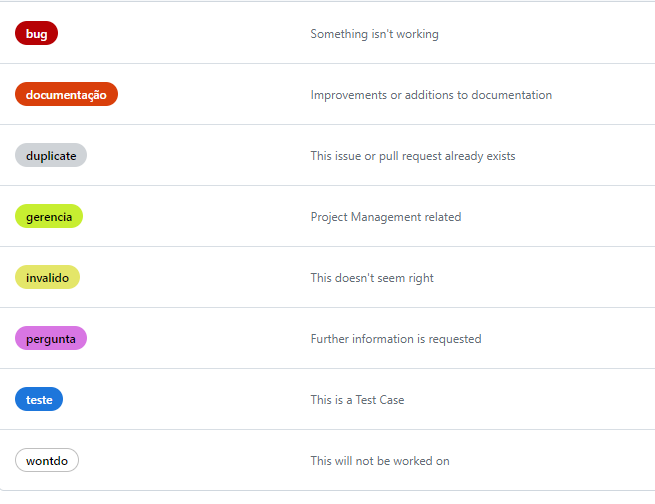 bug Something isn't working
documentação Improvements or additions to documentation
duplicate This issue or pull request already exists
gerencia Project Management related
invalido This doesn't seem right
pergunta Further information is requested
teste This is a Test Case
wontdo This will not be worked on